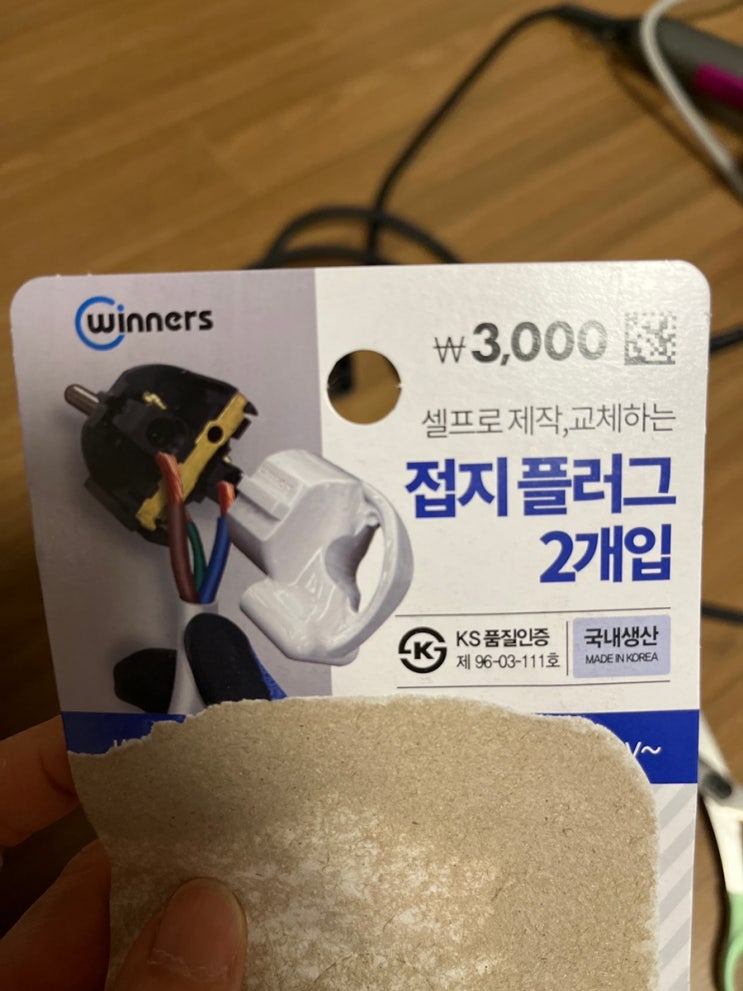 winners
₩3,000
셀프로 제작,교체하는
접지 플러그
2개입
KS 품질인증
제 96-03-111호
국내생산
MADE IN KOREA